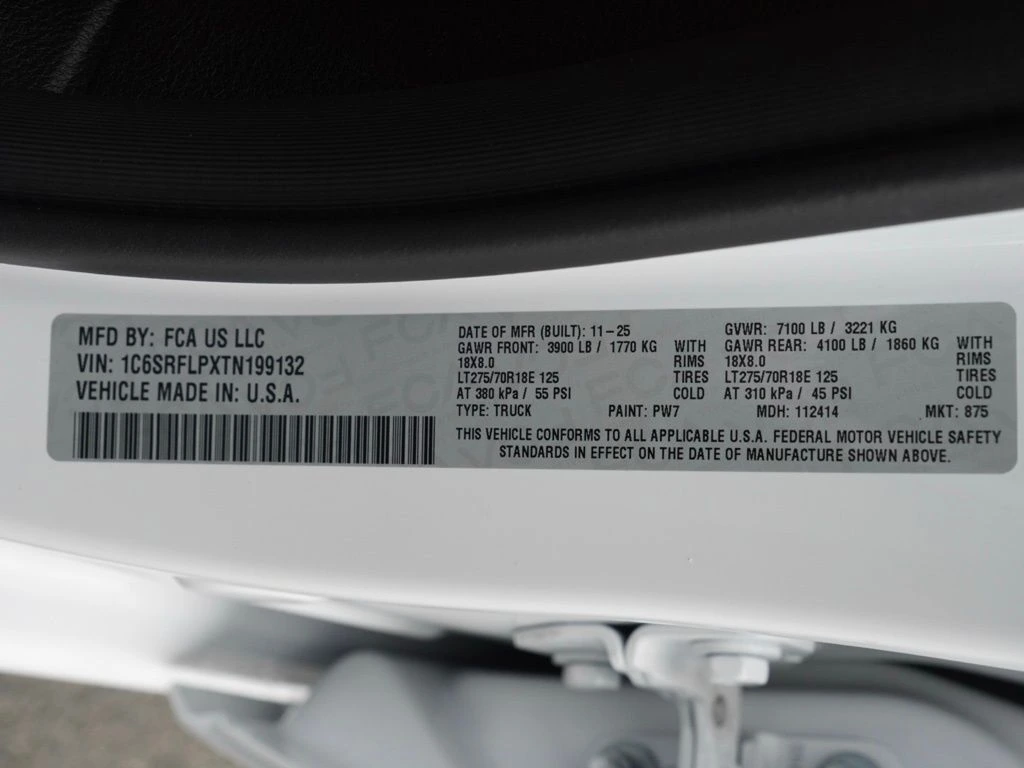 MFD BY: FCA US LLC
VIN: 1C6SRFLPXTN199132
VEHICLE MADE IN: U.S.A.
DATE OF MFR (BUILT): 11-25 GVWR: 7100 LB / 3221 KG
GAWR FRONT: 3900 LB / 1770 KG WITH GAWR REAR: 4100 LB / 1860 KG WITH
18X8.0 RIMS 18X8.0 RIMS
LT275/70R18E 125 TIRES LT275/70R18E 125 TIRES
AT 380 kPa / 55 PSI COLD AT 310 kPa / 45 PSI COLD
TYPE: TRUCK PAINT: PW7 MDH: 112414 MKT: 875
THIS VEHICLE CONFORMS TO ALL APPLICABLE U.S.A. FEDERAL MOTOR VEHICLE SAFETY
STANDARDS IN EFFECT ON THE DATE OF MANUFACTURE SHOWN ABOVE.